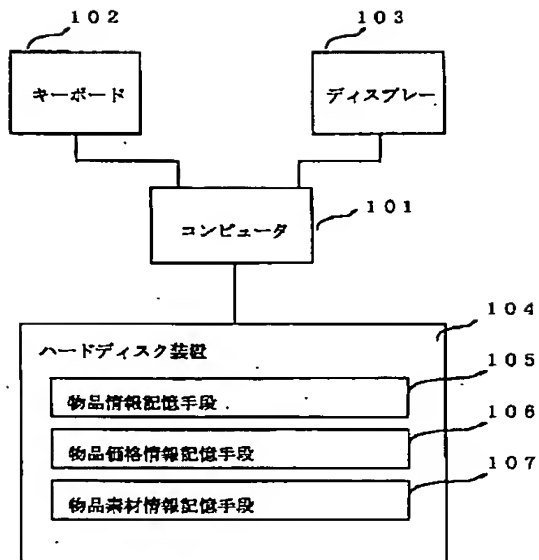 102
103
キーボード
ディスプレー
101
コンピュータ
104
ハードディスク装置
105
物品情報記憶手段
106
物品価格情報記憶手段
107
物品素材情報記憶手段